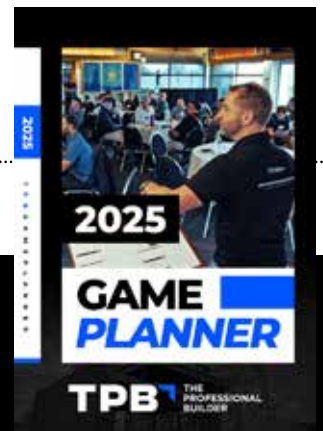 2025
2025
GAME
PLANNER
TPB
THE
PROFESSIONAL
BUILDER